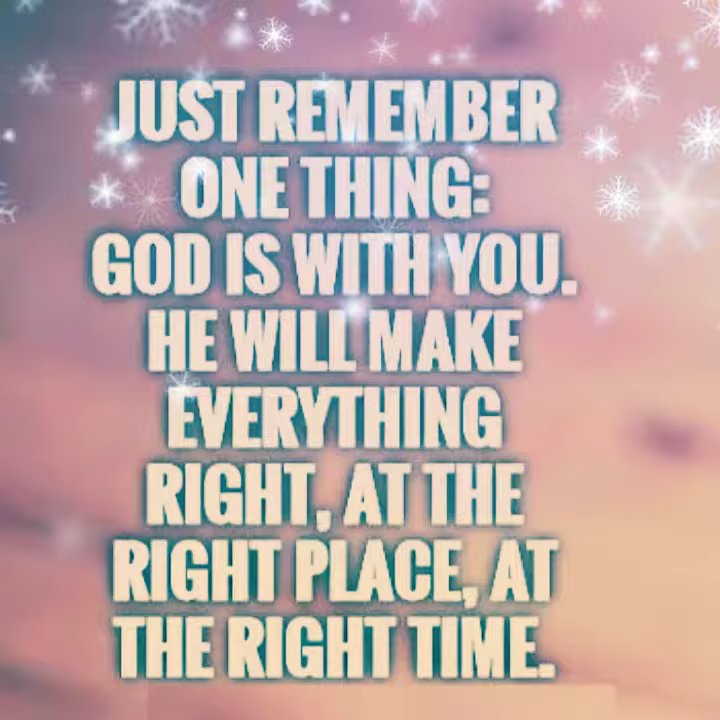 JUST REMEMBER
ONE THING:
GOD IS WITH YOU.
HE WILL MAKE
EVERYTHING
RIGHT, AT THE
RIGHT PLACE, AT
THE RIGHT TIME.